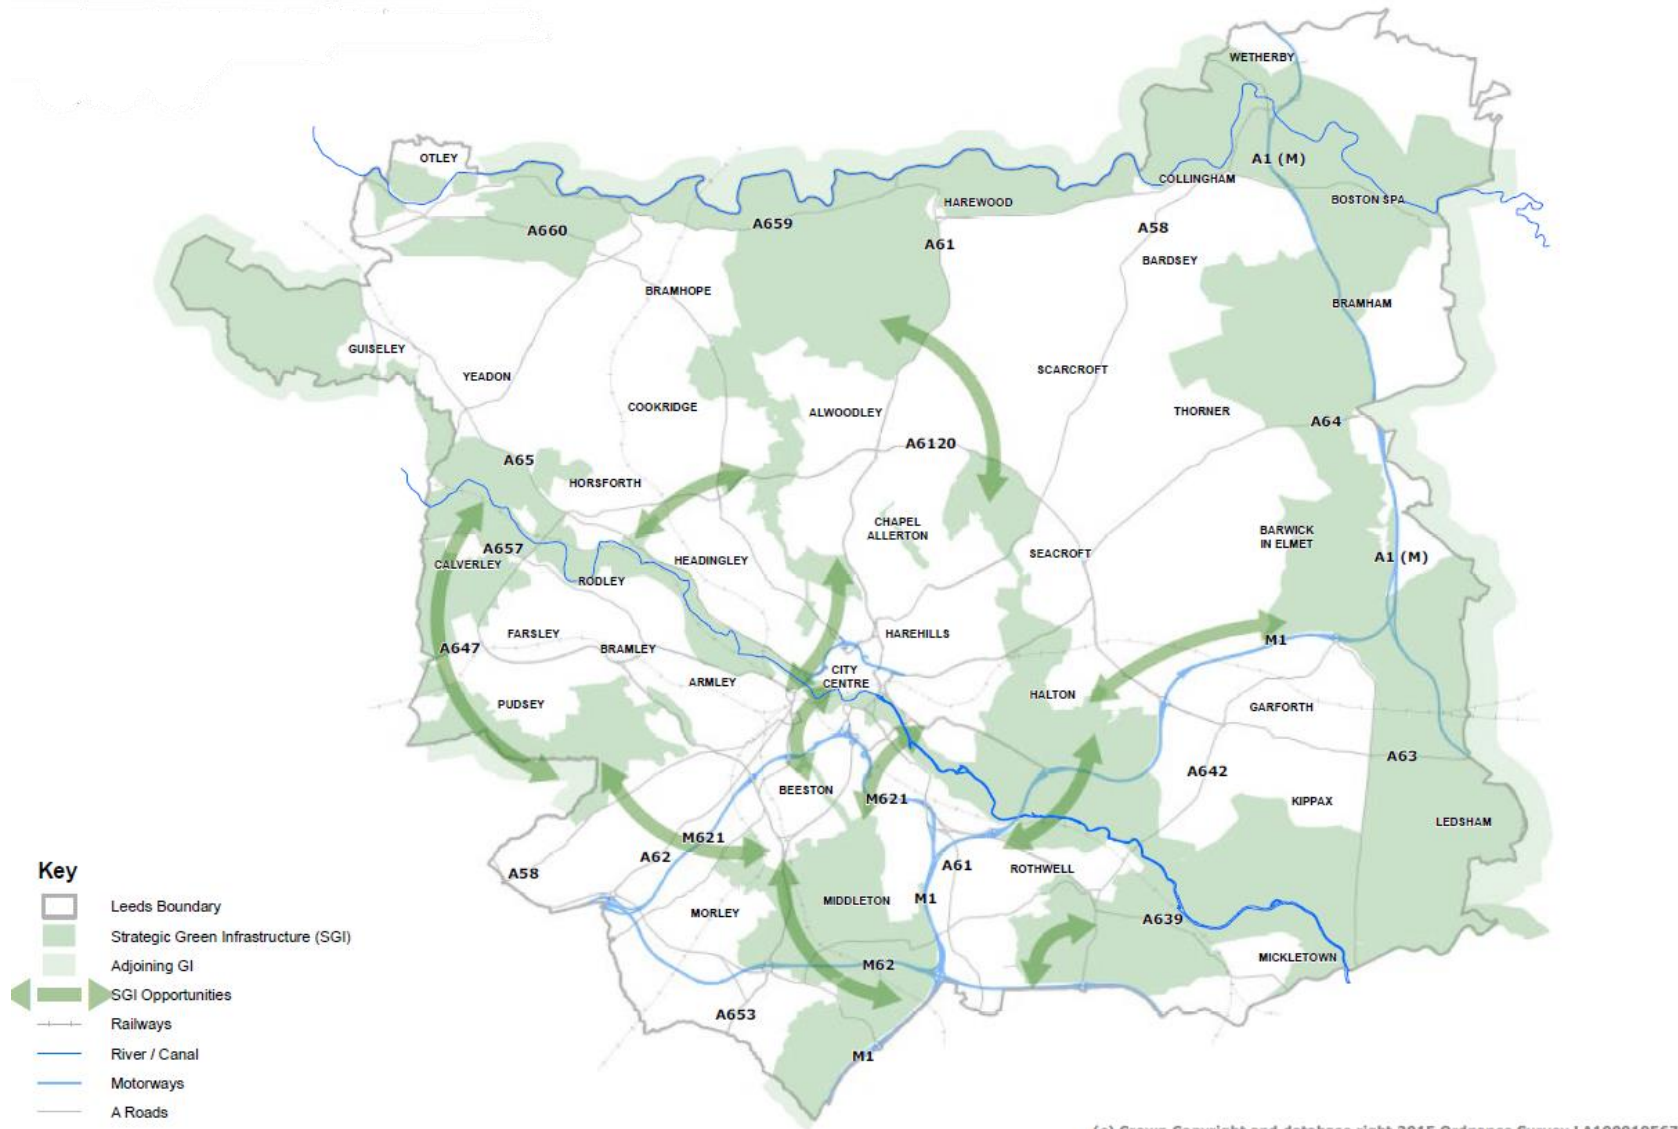 WETHERBY
OTLEY
A1 (M)
COLLINGHAM
HAREWOOD
BOSTON SPA
A659
A660
A58
A61
BARDSEY
BRAMHOPE
BRAMHAM
GUISELEY
YEADON
SCARCROFT
COOKRIDGE
ALWOODLEY
THORNER
A64
A6120
A65
HORSFORTH
CHAPEL
ALLERTON
BARWICK
IN ELMET
A657
SEACROFT
A1 (M)
CALVERLEY
HEADINGLEY
RODLEY
FARSLEY
HAREHILLS
A647
BRAMLEY
M1
CITY
CENTRE
ARMLEY
HALTON
PUDSEY
GARFORTH
A63
A642
BEESTON
M621
KIPPAX
LEDSHAM
M621
A62
A61
ROTHWELL
A58
MIDDLETON
M1
MORLEY
A639
MICKLETOWN
M62
A653
M1
Key
Leeds Boundary
Strategic Green Infrastructure (SGI)
Adjoining GI
SGI Opportunities
Railways
River / Canal
Motorways
A Roads